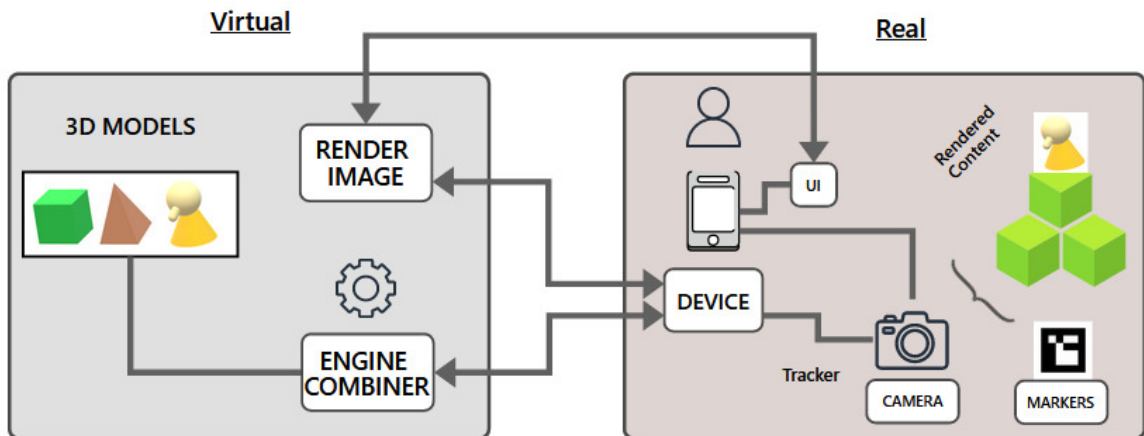 Virtual
Real
3D MODELS
RENDER
IMAGE
ENGINE
COMBINER
UI
DEVICE
Rendered
Content
Tracker
CAMERA
MARKERS